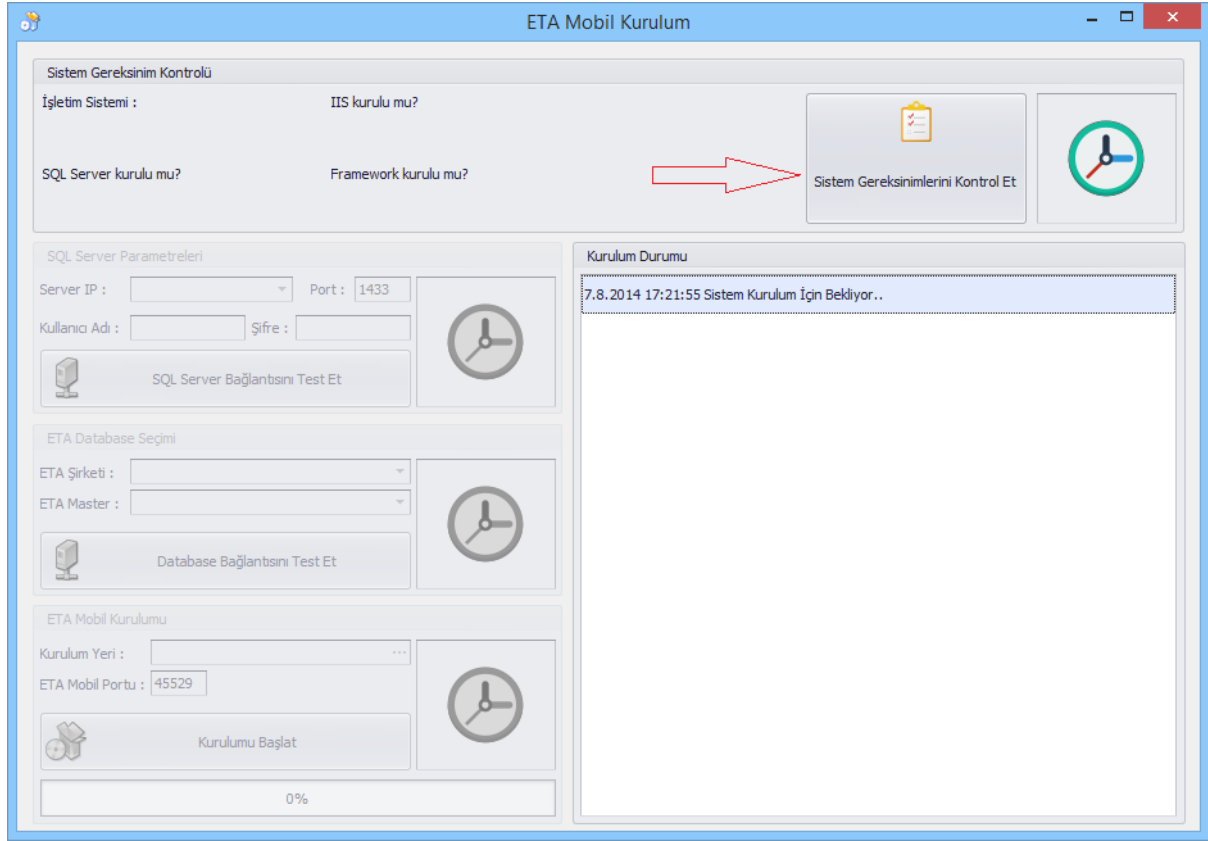 ETA Mobil Kurulum
Sistem Gereksinim Kontrolü
İşletim Sistemi :
IIS kurulu mu?
SQL Server kurulu mu?
Framework kurulu mu?
Sistem Gereksinimlerini Kontrol Et
SQL Server Parametreleri
Server IP :
Port : 1433
Kullanıcı Adı :
Şifre :
SQL Server Bağlantısını Test Et
ETA Database Seçimi
ETA Şirketi :
ETA Master :
Database Bağlantısını Test Et
ETA Mobil Kurulumu
Kurulum Yeri :
...
ETA Mobil Portu : 45529
Kurulumu Başlat
0%
Kurulum Durumu
7.8.2014 17:21:55 Sistem Kurulum İçin Bekliyor..